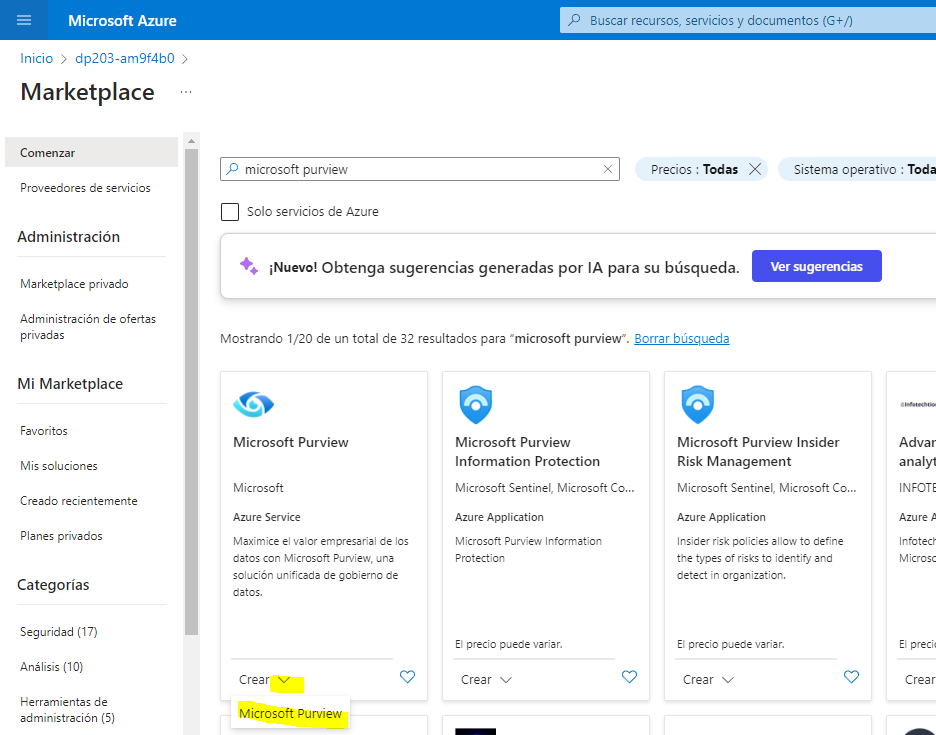 Microsoft Azure
Buscar recursos, servicios y documentos (G+/)
Inicio > dp203-am9f4b0 >
Marketplace ...
Comenzar
Proveedores de servicios
Administración
Marketplace privado
Administración de ofertas
privadas
Mi Marketplace
Favoritos
Mis soluciones
Creado recientemente
Planes privados
Categorías
Seguridad (17)
Análisis (10)
Herramientas de
administración (5)
microsoft purview
Precios : Todas
Sistema operativo : Toda
Solo servicios de Azure
¡Nuevo! Obtenga sugerencias generadas por IA para su búsqueda.
Ver sugerencias
Mostrando 1/20 de un total de 32 resultados para “microsoft purview”. Borrar búsqueda
Microsoft Purview
Microsoft
Azure Service
Maximice el valor empresarial de los
datos con Microsoft Purview, una
solución unificada de gobierno de
datos.
Crear
Microsoft Purview
Microsoft Purview
Information Protection
Microsoft Sentinel, Microsoft Co...
Azure Application
Microsoft Purview Information
Protection
El precio puede variar.
Crear
Microsoft Purview Insider
Risk Management
Microsoft Sentinel, Microsoft Co...
Azure Application
Insider risk policies allow to define
the types of risks to identify and
detect in organization.
El precio puede variar.
Crear
Advan
analyt
INFOTE
Azure A
Infotech
Microso
El preci
Crear